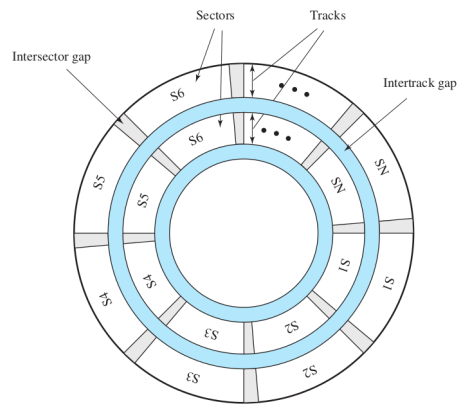 Sectors
Tracks
Intersector gap
Intertrack gap
S6
• • •
SN
S6
• • •
SN
S5
S5
S1
S1
S4
S4
S3
S2
S3
S2